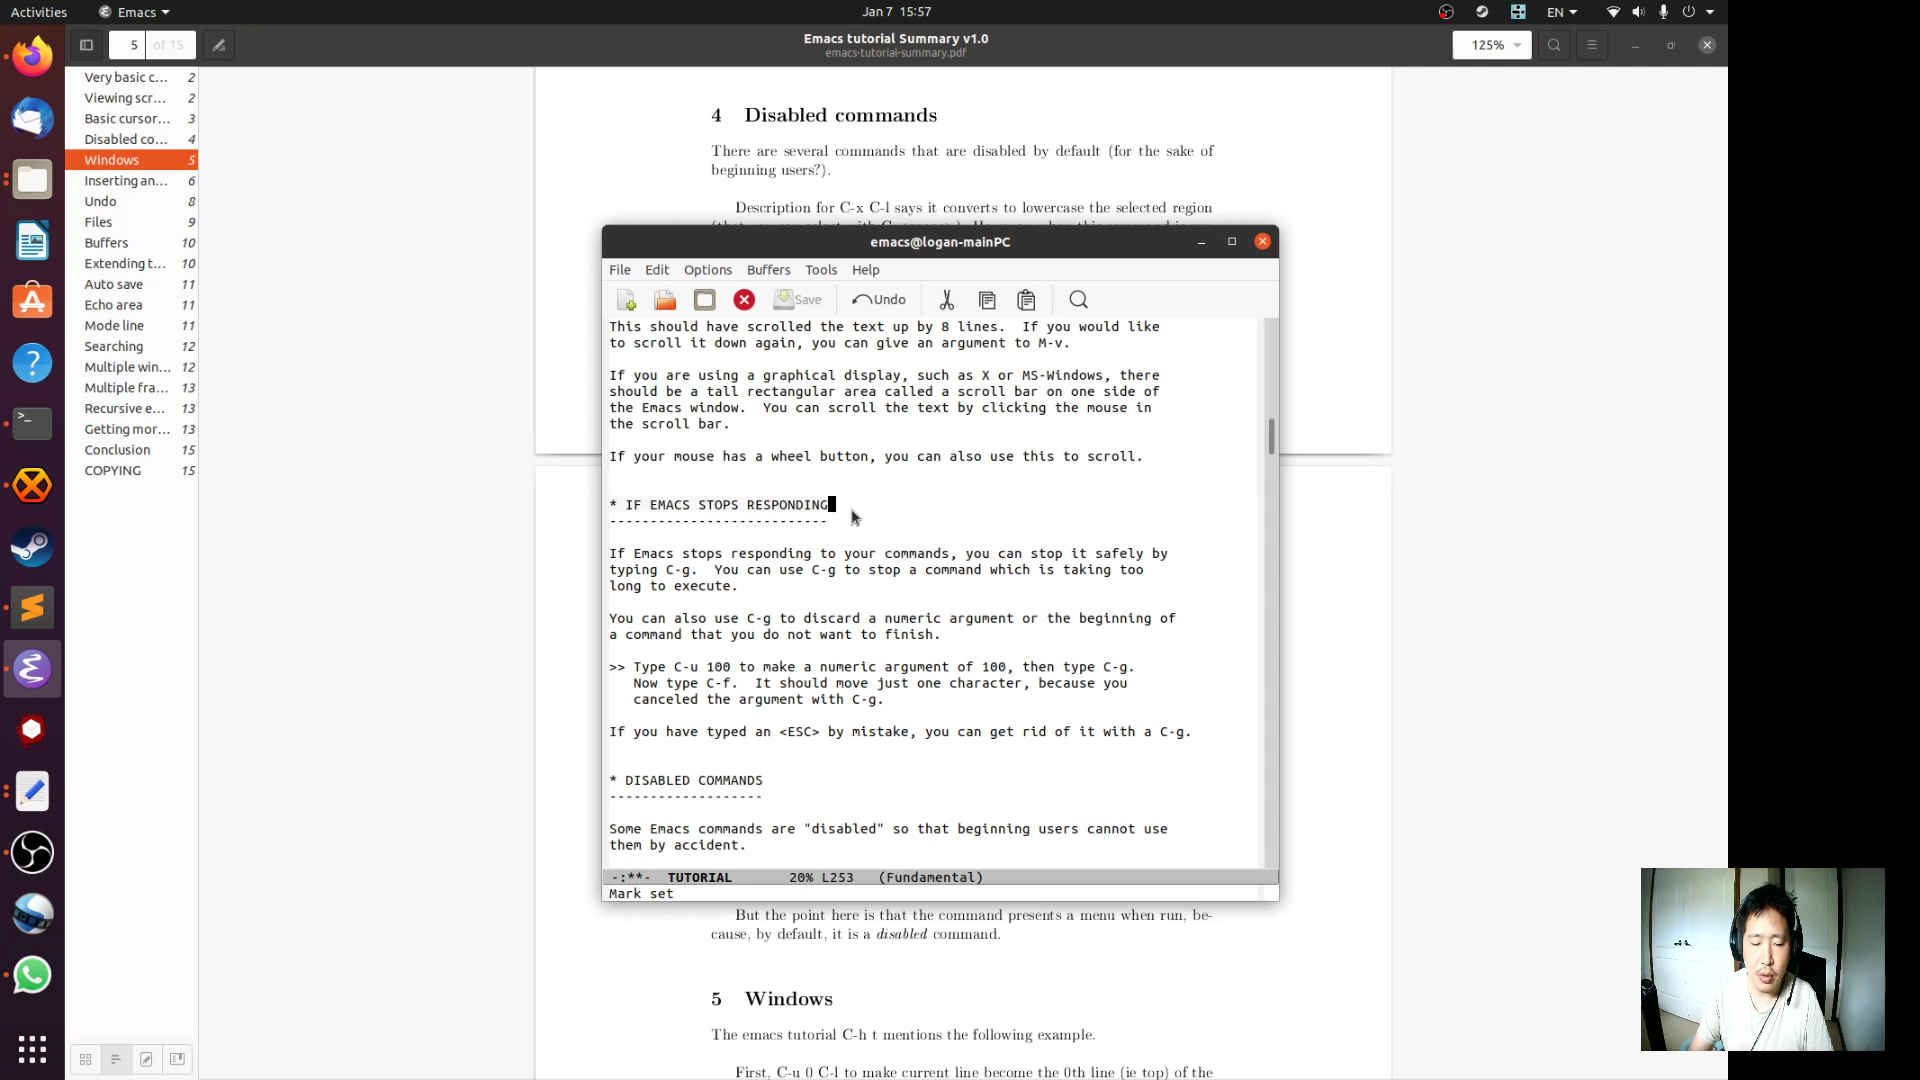 Activities
Emacs
Jan 7 15:57
EN
5
of 15
Emacs tutorial Summary v1.0
emacs-tutorial-summary.pdf
125%
Very basic c... 2
Viewing scr... 2
Basic cursor... 3
Disabled co... 4
Windows 5
Inserting an... 6
Undo 8
Files 9
Buffers 10
Extending t... 10
Auto save 11
Echo area 11
Mode line 11
Searching 12
Multiple win... 12
Multiple fra... 13
Recursive e... 13
Getting mor... 13
Conclusion 15
COPYING 15
4 Disabled commands
There are several commands that are disabled by default (for the sake of
beginning users?).
Description for C-x C-l says it converts to lowercase the selected region
emacs@logan-mainPC
File Edit Options Buffers Tools Help
Save
Undo
This should have scrolled the text up by 8 lines.  If you would like
to scroll it down again, you can give an argument to M-v.
If you are using a graphical display, such as X or MS-Windows, there
should be a tall rectangular area called a scroll bar on one side of
the Emacs window.  You can scroll the text by clicking the mouse in
the scroll bar.
If your mouse has a wheel button, you can also use this to scroll.
* IF EMACS STOPS RESPONDING
---------------------------
If Emacs stops responding to your commands, you can stop it safely by
typing C-g.  You can use C-g to stop a command which is taking too
long to execute.
You can also use C-g to discard a numeric argument or the beginning of
a command that you do not want to finish.
>> Type C-u 100 to make a numeric argument of 100, then type C-g.
Now type C-f.  It should move just one character, because you
canceled the argument with C-g.
If you have typed an <ESC> by mistake, you can get rid of it with a C-g.
* DISABLED COMMANDS
-------------------
Some Emacs commands are "disabled" so that beginning users cannot use
them by accident.
-:**-  TUTORIAL       20% L253   (Fundamental)
Mark set
But the point here is that the command presents a menu when run, be-
cause, by default, it is a disabled command.
5 Windows
The emacs tutorial C-h t mentions the following example.
First, C-u 0 C-l to make current line become the 0th line (ie top) of the